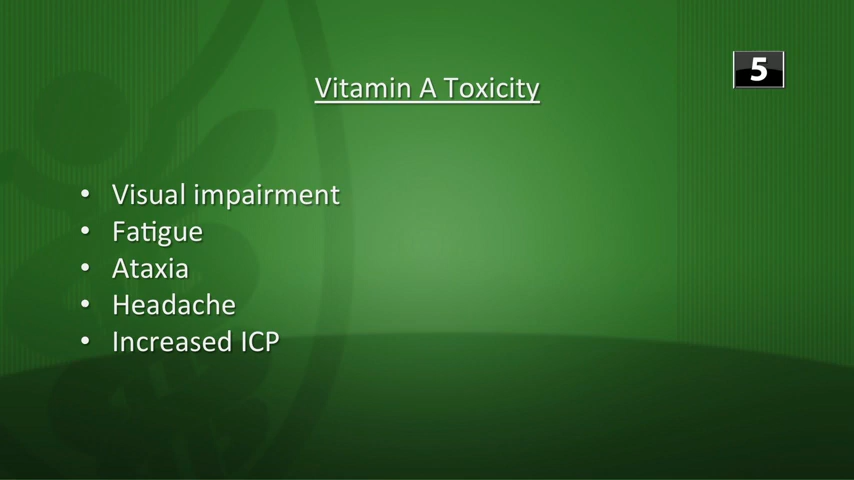 Vitamin A Toxicity
5
• Visual impairment
• Fatigue
• Ataxia
• Headache
• Increased ICP